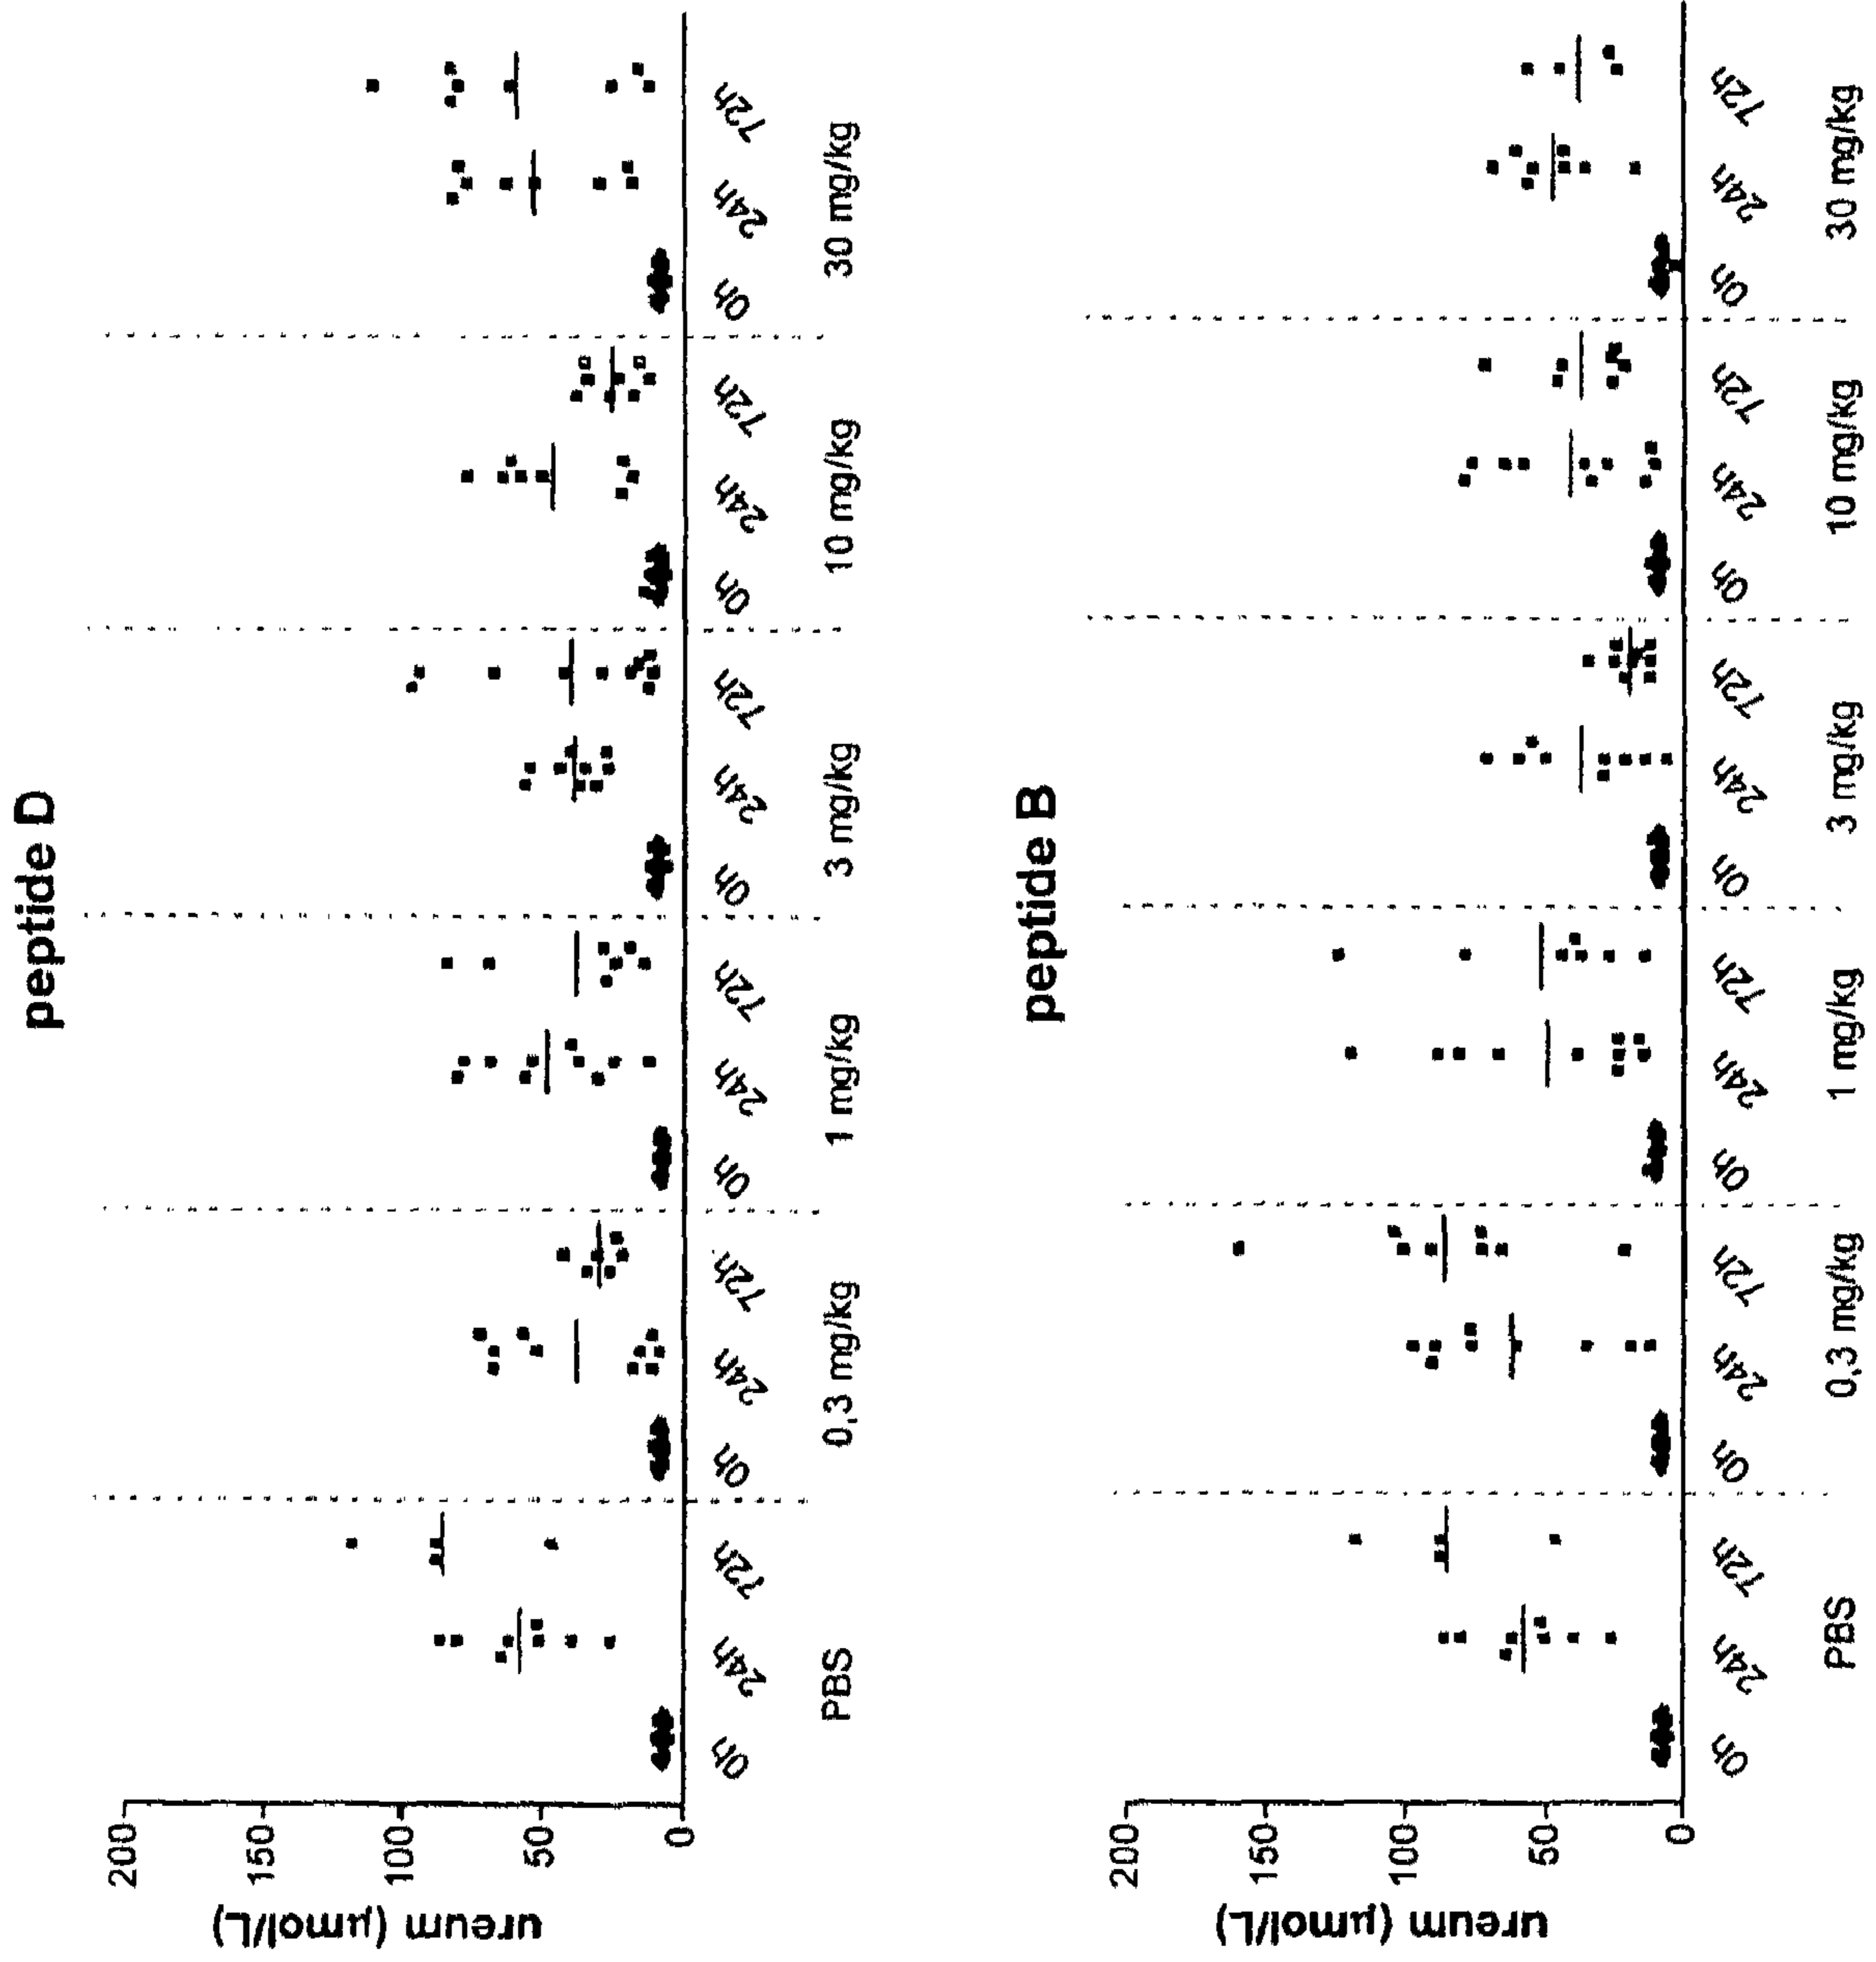 peptide D
ureum (µmol/L)
200
150
100
50
0
0h 24h 72h 0h 24h 72h 0h 24h 72h 0h 24h 72h 0h 24h 72h 0h 24h 72h
PBS 0,3 mg/kg 1 mg/kg 3 mg/kg 10 mg/kg 30 mg/kg
peptide B
ureum (µmol/L)
200
150
100
50
0
0h 24h 72h 0h 24h 72h 0h 24h 72h 0h 24h 72h 0h 24h 72h 0h 24h 72h
PBS 0,3 mg/kg 1 mg/kg 3 mg/kg 10 mg/kg 30 mg/kg